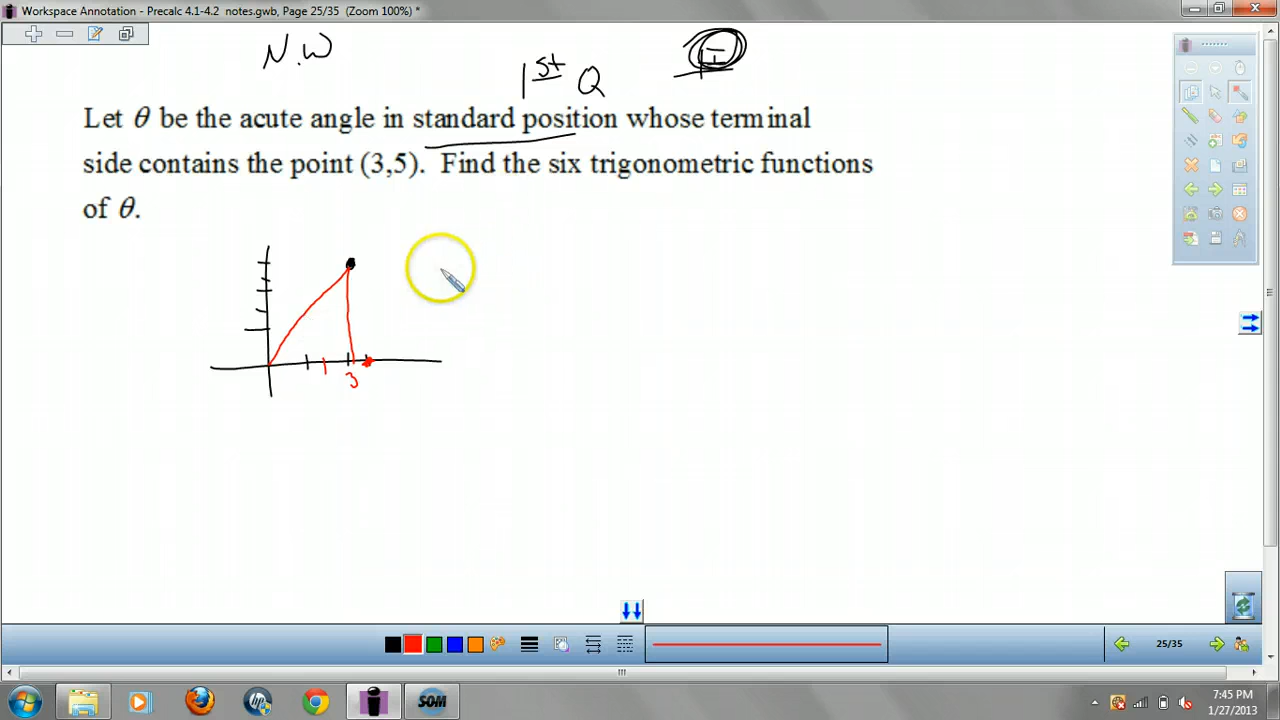 Workspace Annotation - Precalc 4.1-4.2 notes.gwb, Page 25/35 (Zoom 100%) *
N.W
1st Q
Let θ be the acute angle in standard position whose terminal
side contains the point (3,5). Find the six trigonometric functions
of θ.
3
25/35
hp
SOM
7:45 PM
1/27/2013